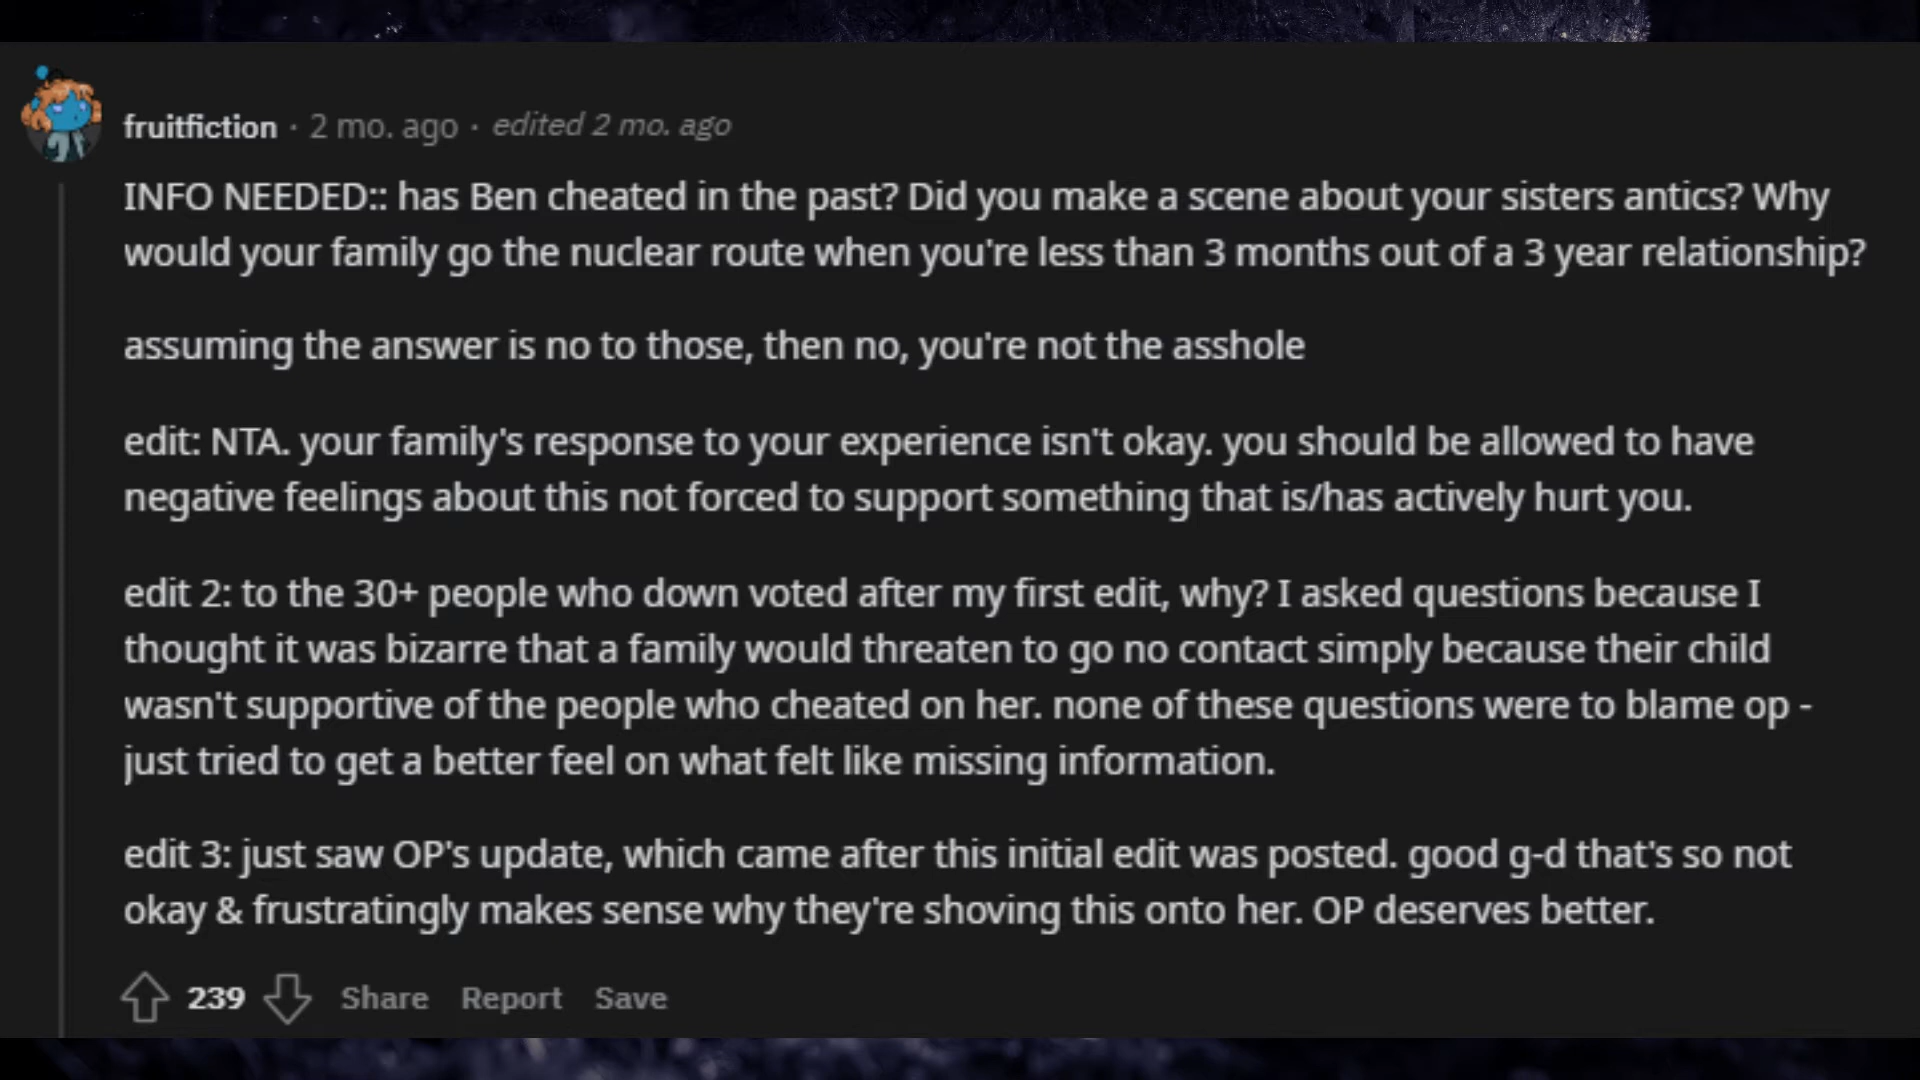 fruitfiction · 2 mo. ago · edited 2 mo. ago
INFO NEEDED:: has Ben cheated in the past? Did you make a scene about your sisters antics? Why
would your family go the nuclear route when you're less than 3 months out of a 3 year relationship?
assuming the answer is no to those, then no, you're not the asshole
edit: NTA. your family's response to your experience isn't okay. you should be allowed to have
negative feelings about this not forced to support something that is/has actively hurt you.
edit 2: to the 30+ people who down voted after my first edit, why? I asked questions because I
thought it was bizarre that a family would threaten to go no contact simply because their child
wasn't supportive of the people who cheated on her. none of these questions were to blame op -
just tried to get a better feel on what felt like missing information.
edit 3: just saw OP's update, which came after this initial edit was posted. good g-d that's so not
okay & frustratingly makes sense why they're shoving this onto her. OP deserves better.
239 Share Report Save